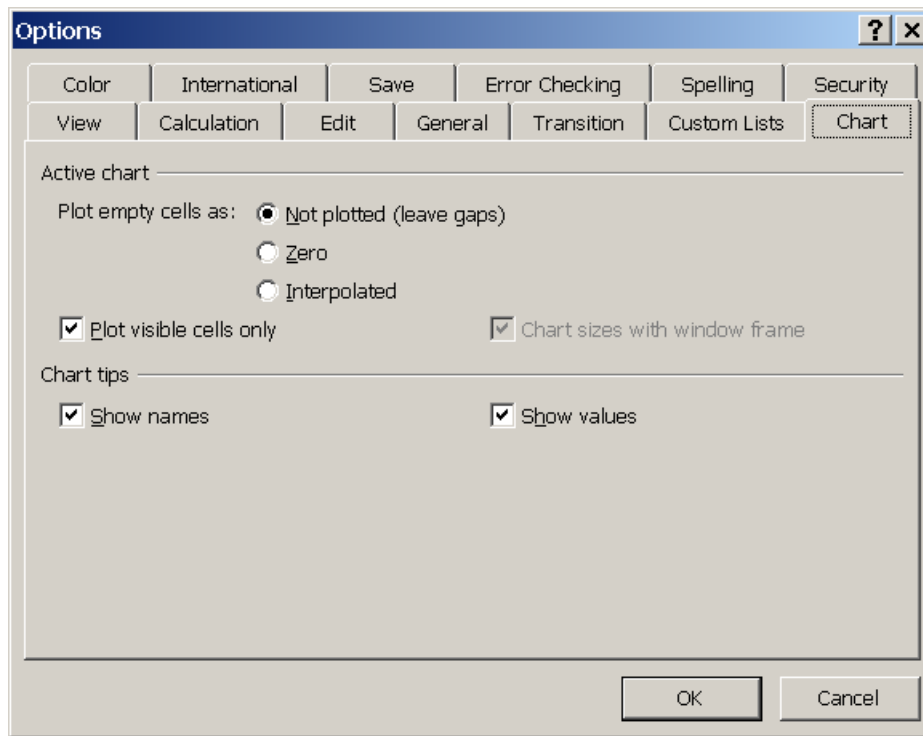 Options
Color International Save Error Checking Spelling Security
View Calculation Edit General Transition Custom Lists Chart
Active chart
Plot empty cells as: Not plotted (leave gaps)
Zero
Interpolated
Plot visible cells only Chart sizes with window frame
Chart tips
Show names Show values
OK Cancel